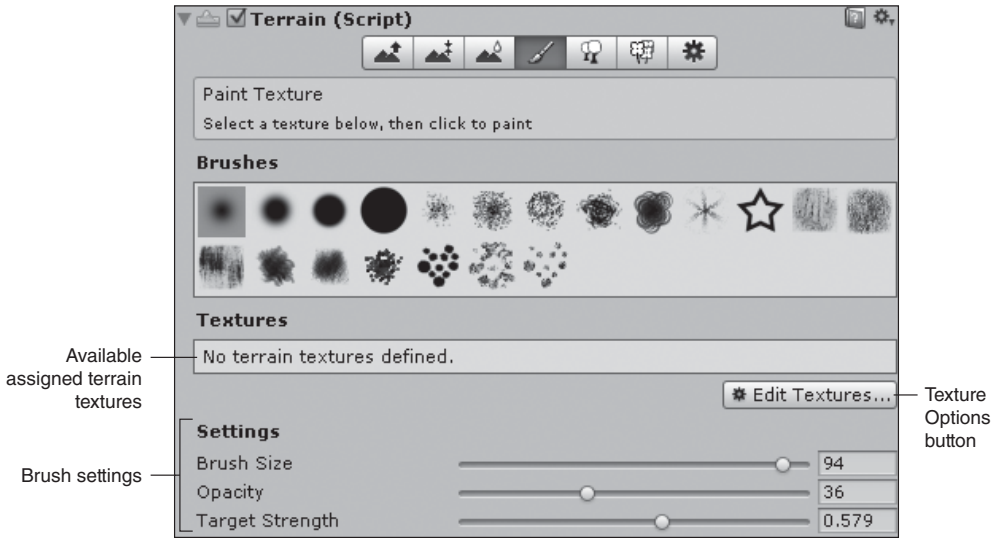 Terrain (Script)
Paint Texture
Select a texture below, then click to paint
Brushes
Textures
No terrain textures defined.
Available
assigned terrain
textures
Edit Textures...
Texture
Options
button
Settings
Brush settings
Brush Size 94
Opacity 36
Target Strength 0.579